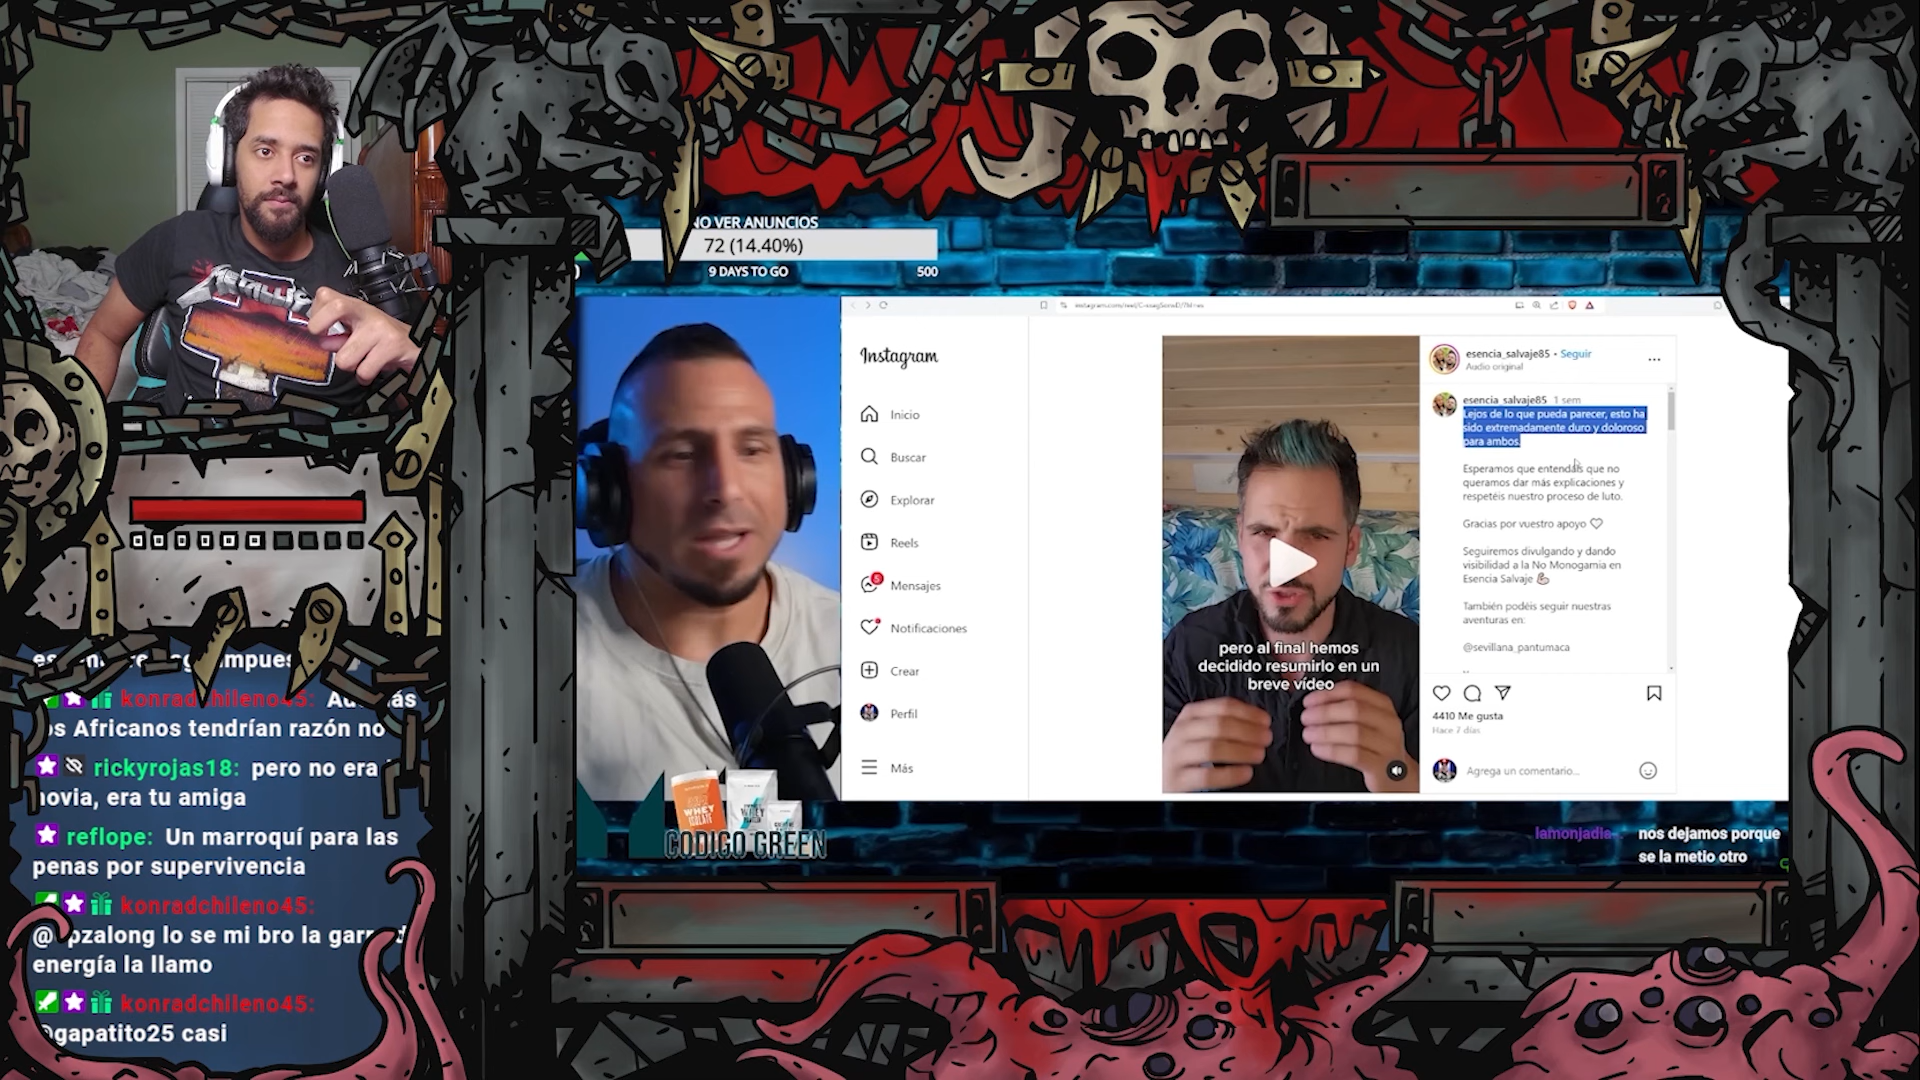 NO VER ANUNCIOS
72 (14.40%)
9 DAYS TO GO
500
METALLICA
Instagram
Inicio
Buscar
Explorar
Reels
5
Mensajes
Notificaciones
Crear
Perfil
Más
pero al final hemos
decidido resumirlo en un
breve vídeo
esencia_salvaje85 • Seguir
Audio original
esencia_salvaje85 1 sem
Lejos de lo que pueda parecer, esto ha
sido extremadamente duro y doloroso
para ambos.
Esperamos que entendáis que no
queramos dar más explicaciones y
respetéis nuestro proceso de luto.
Gracias por vuestro apoyo
Seguiremos divulgando y dando
visibilidad a la No Monogamia en
Esencia Salvaje
También podéis seguir nuestras
aventuras en:
@sevillana_pantumaca
4410 Me gusta
Hace 7 días
Agrega un comentario...
WHEY
ISOLATE
CODIGO GREEN
lamonjadia... nos dejamos porque
se la metio otro
konradchileno45:
os Africanos tendrían razón no
rickyrojas18: pero no era
novia, era tu amiga
reflope: Un marroquí para las
penas por supervivencia
konradchileno45:
lo se mi bro la
energía la llamo
konradchileno45:
@gapatito25 casi